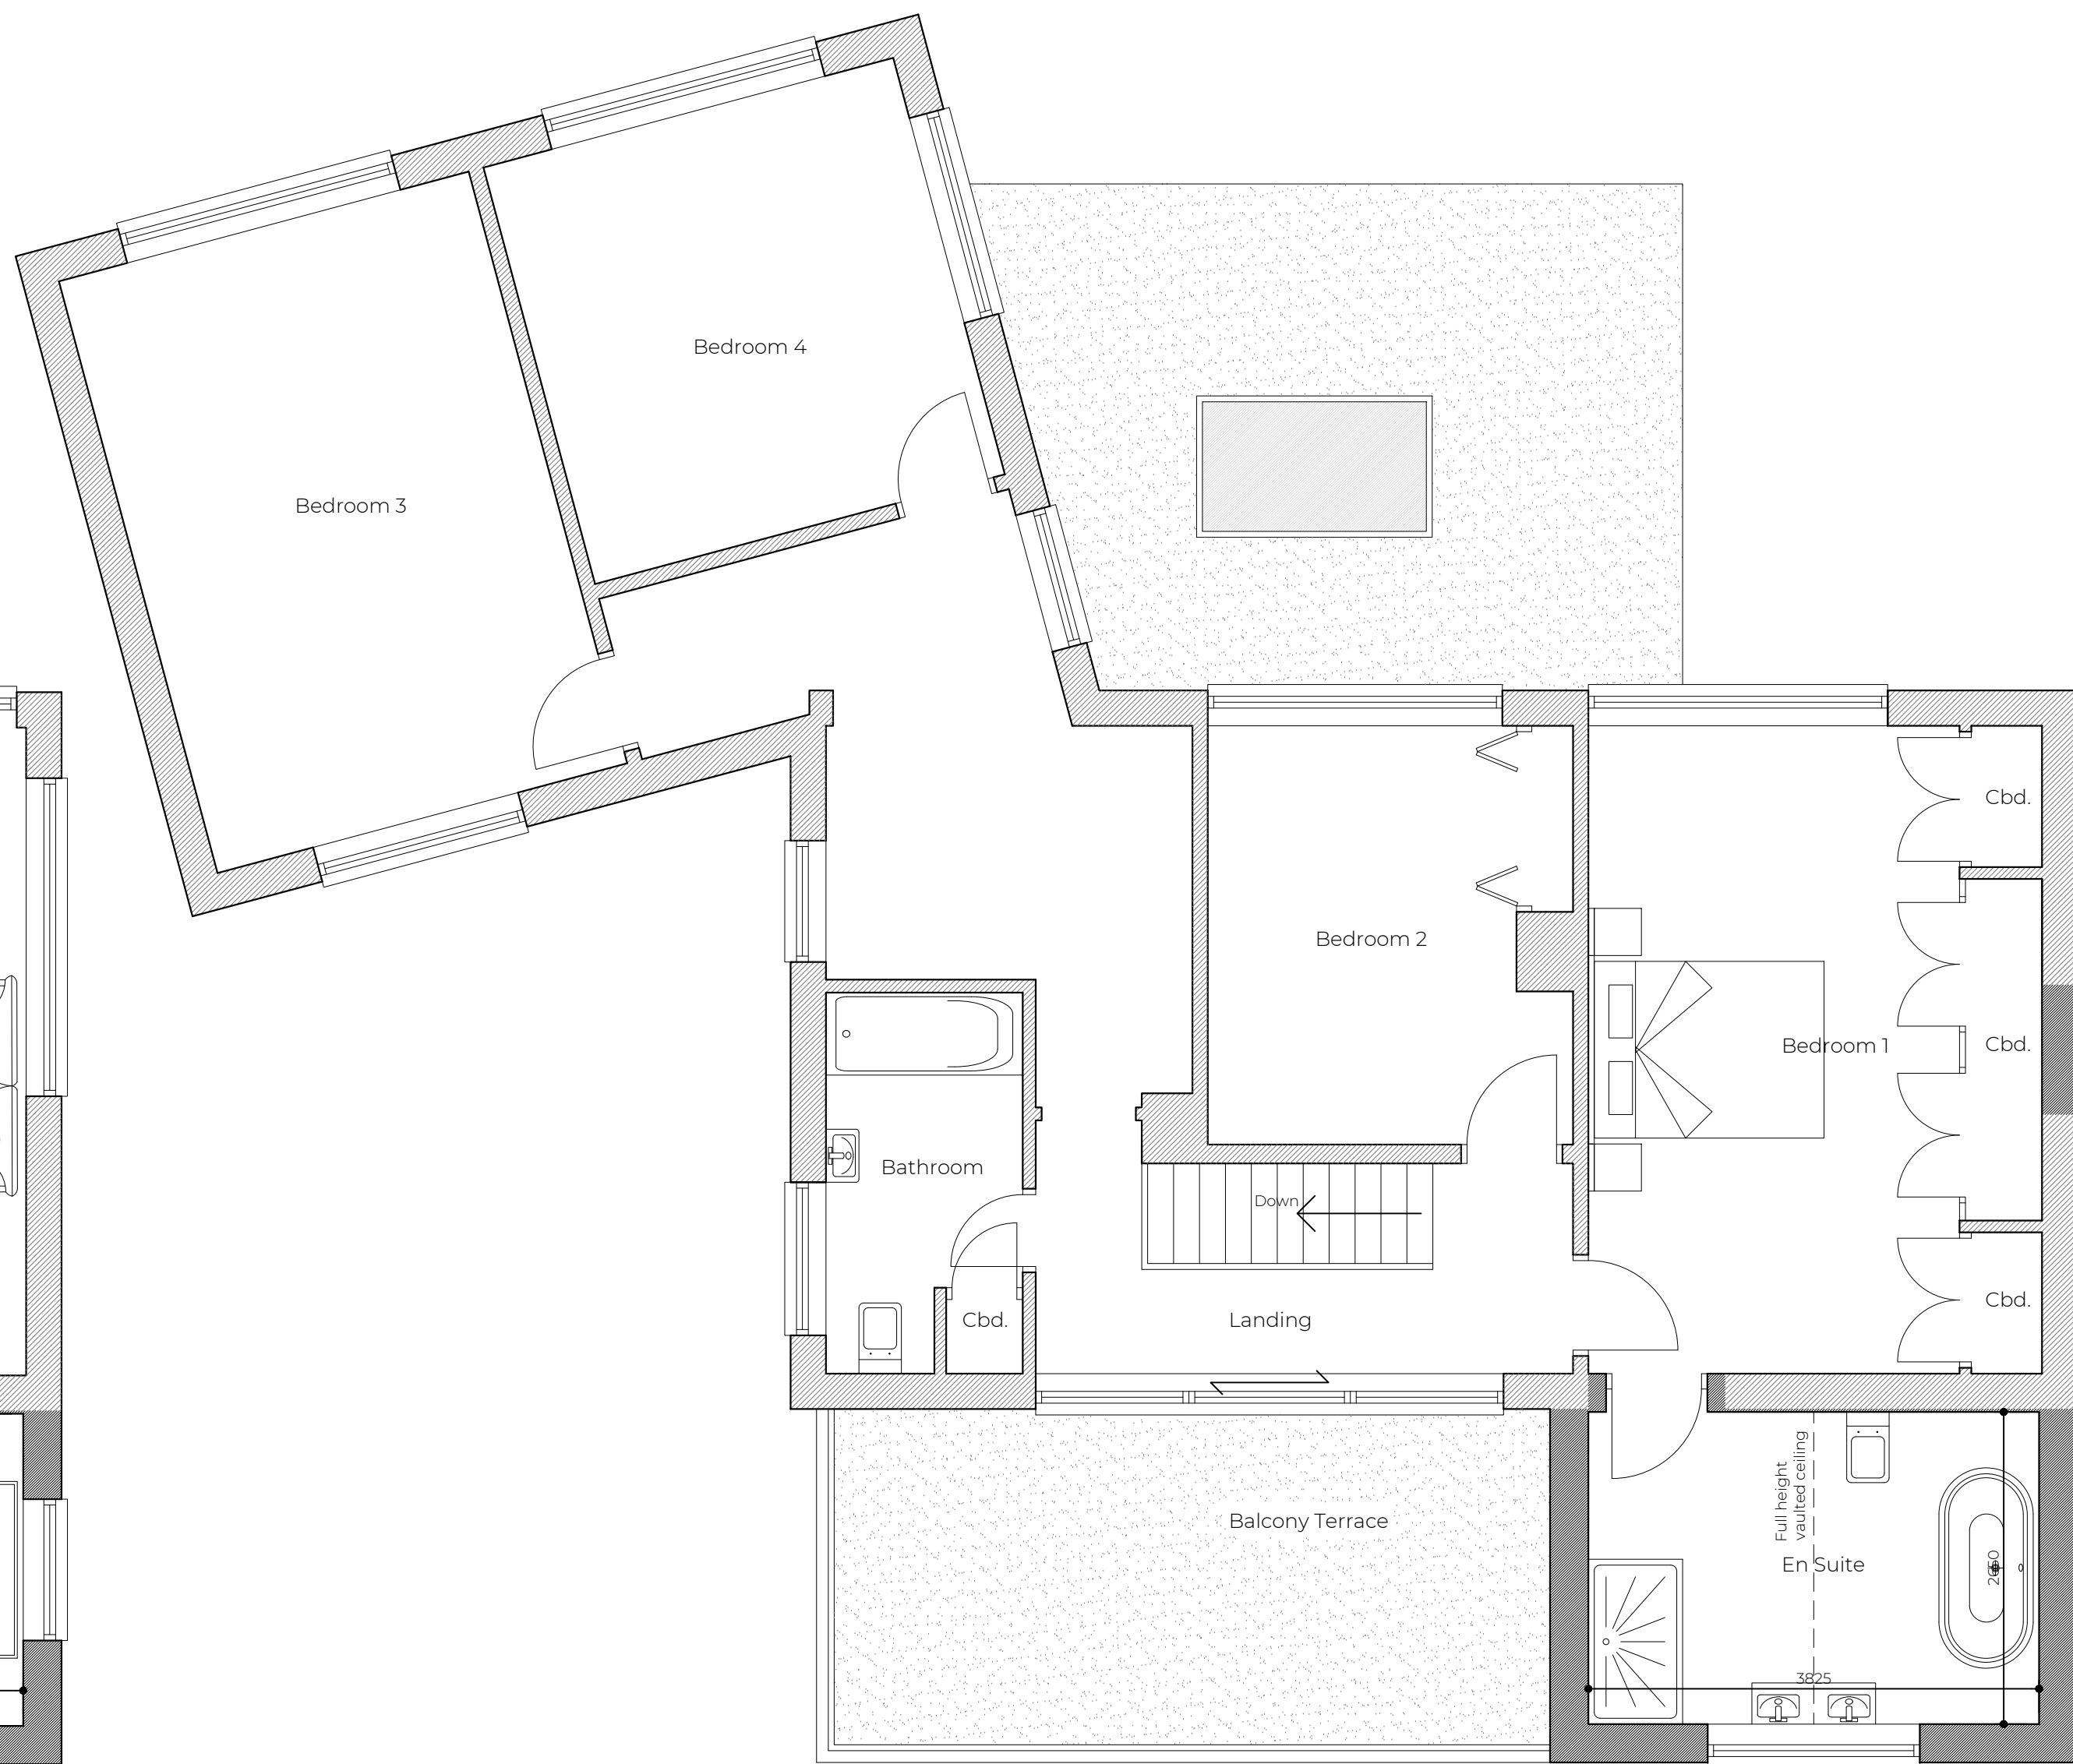 Bedroom 4
Bedroom 3
Cbd.
Bedroom 2
Bedroom 1
Cbd.
Bathroom
Down
Cbd.
Cbd.
Landing
Full height
vaulted ceiling
Balcony Terrace
En Suite
2650
3825